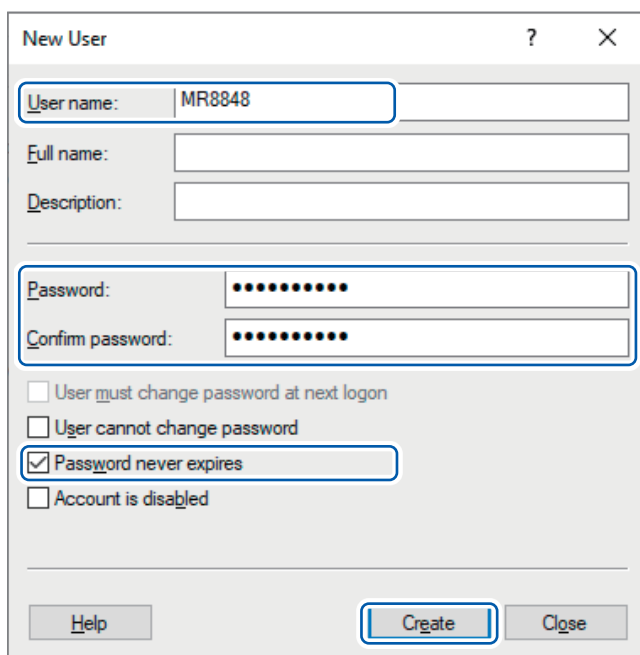 New User ? ×
User name: MR8848
Full name:
Description:
Password: ●●●●●●●●●●
Confirm password: ●●●●●●●●●●
User must change password at next logon
User cannot change password
Password never expires
Account is disabled
Help Create Close